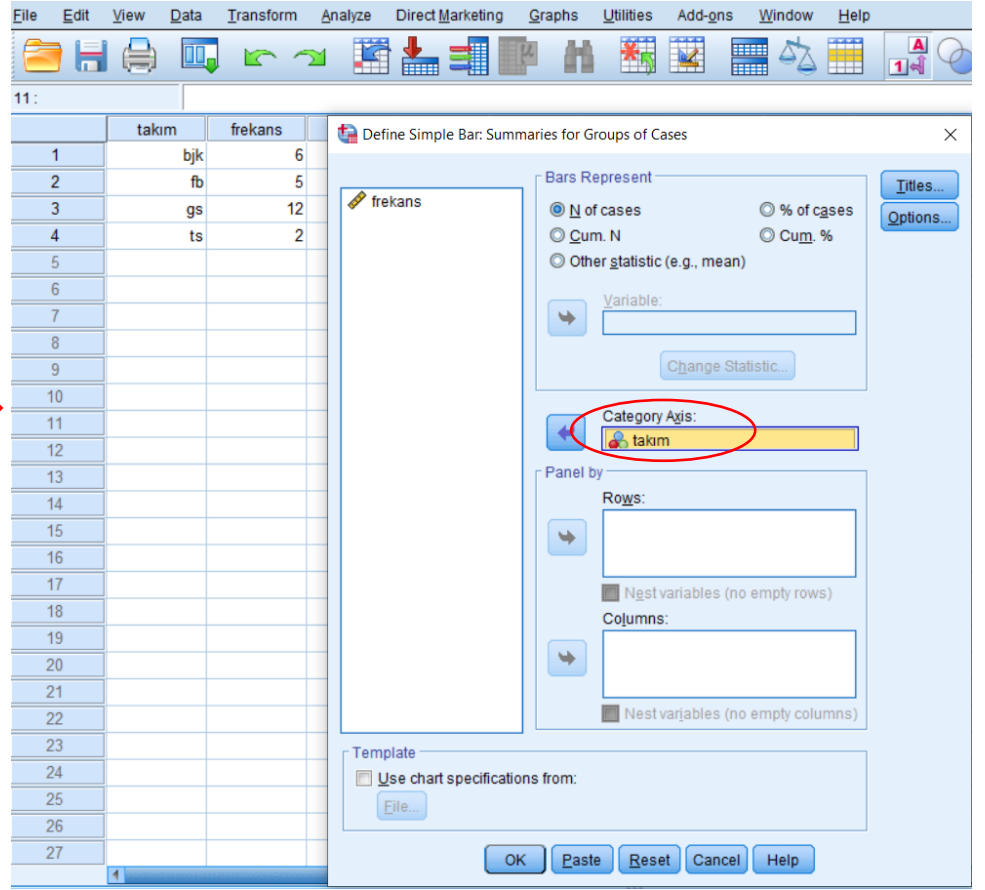 File Edit View Data Transform Analyze Direct Marketing Graphs Utilities Add-ons Window Help
A
1
11 :
takım frekans
1 bjk 6
2 fb 5
3 gs 12
4 ts 2
5
6
7
8
9
10
11
12
13
14
15
16
17
18
19
20
21
22
23
24
25
26
27
Define Simple Bar: Summaries for Groups of Cases
frekans
Bars Represent
N of cases % of cases
Cum. N Cum. %
Other statistic (e.g., mean)
Variable:
Change Statistic...
Category Axis:
takım
Panel by
Rows:
Nest variables (no empty rows)
Columns:
Nest variables (no empty columns)
Titles...
Options...
Template
Use chart specifications from:
File...
OK Paste Reset Cancel Help